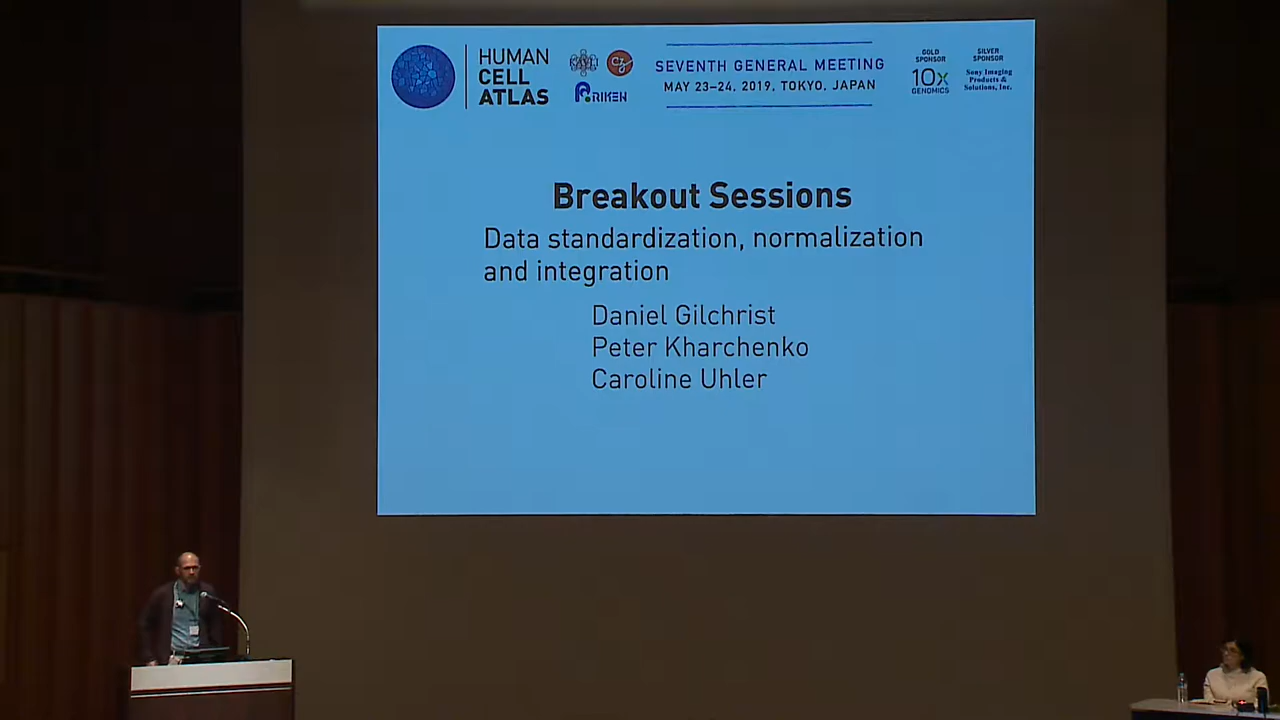 HUMAN
CELL
ATLAS
CZ
RIKEN
SEVENTH GENERAL MEETING
MAY 23–24, 2019, TOKYO, JAPAN
GOLD
SPONSOR
10x
GENOMICS
SILVER
SPONSOR
Sony Imaging
Products &
Solutions, Inc.
Breakout Sessions
Data standardization, normalization
and integration
Daniel Gilchrist
Peter Kharchenko
Caroline Uhler